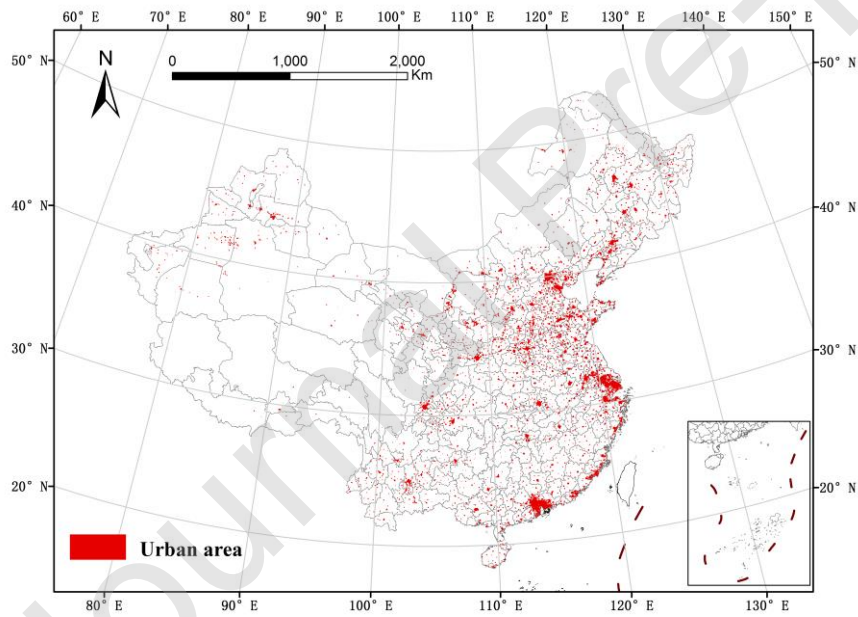 60° E 70° E 80° E 90° E 100° E 110° E 120° E 130° E 140° E 150° E
N
0 1,000 2,000
Km
50° N 50° N
40° N 40° N
30° N 30° N
20° N 20° N
Urban area
80° E 90° E 100° E 110° E 120° E 130° E
Journal Pre-